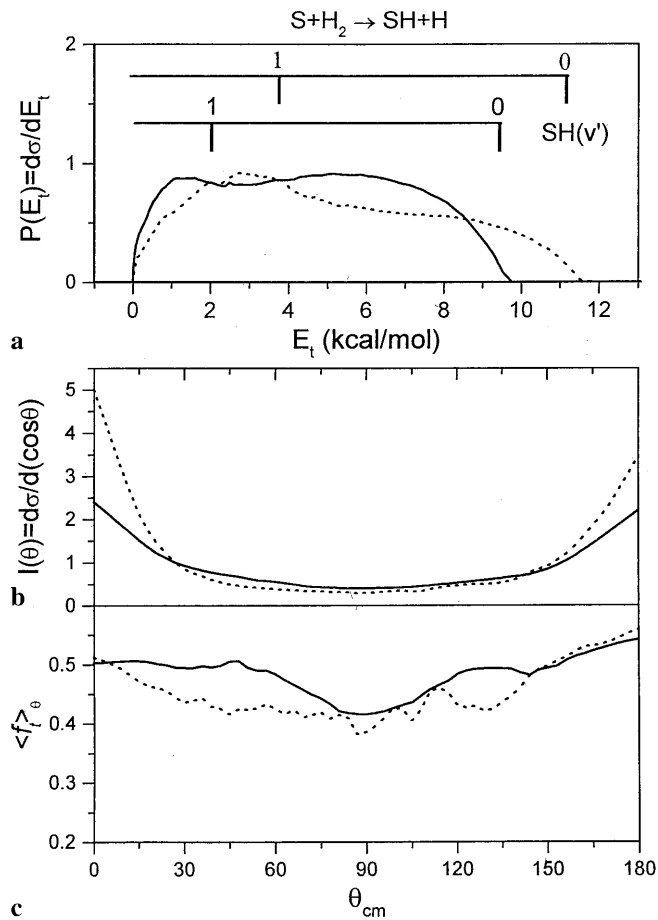 S+H₂ → SH+H
2
1 0
1 0
SH(v')
1
0
P(Eₜ)=dσ/dEₜ
0 2 4 6 8 10 12
a
Eₜ (kcal/mol)
5
4
3
2
1
0
I(θ)=dσ/d(cosθ)
b
0.5
0.4
0.3
0.2
<fₜ>θ
0 30 60 90 120 150 180
θcm
c